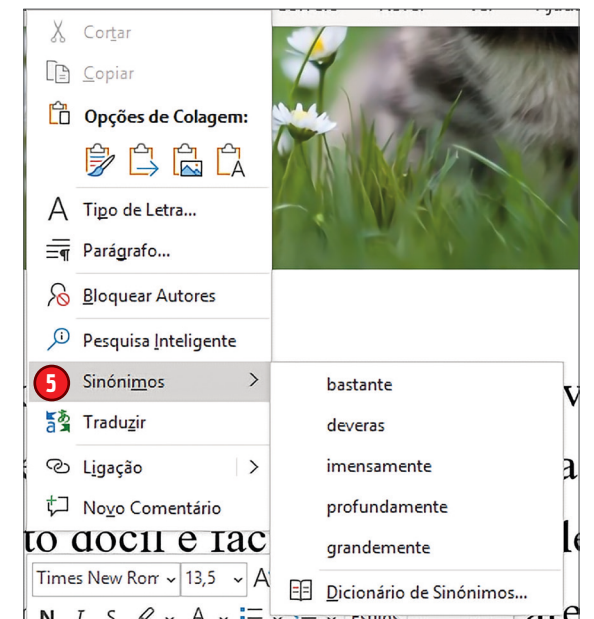 Cortar
Copiar
Opções de Colagem:
Tipo de Letra...
Parágrafo...
Bloquear Autores
Pesquisa Inteligente
5 Sinónimos
bastante
Traduzir
deveras
imensamente
Ligação
profundamente
Novo Comentário
grandemente
to dócil e fác
Times New Rom 13,5 A
Dicionário de Sinónimos...
N I S A Estilos